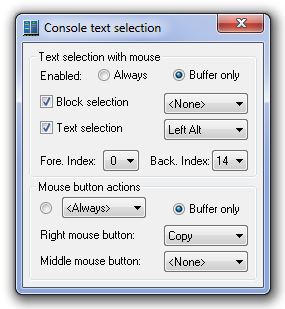 Console text selection
Text selection with mouse
Enabled: Always Buffer only
Block selection <None>
Text selection Left Alt
Fore. Index: 0 Back. Index: 14
Mouse button actions
<Always> Buffer only
Right mouse button: Copy
Middle mouse button: <None>